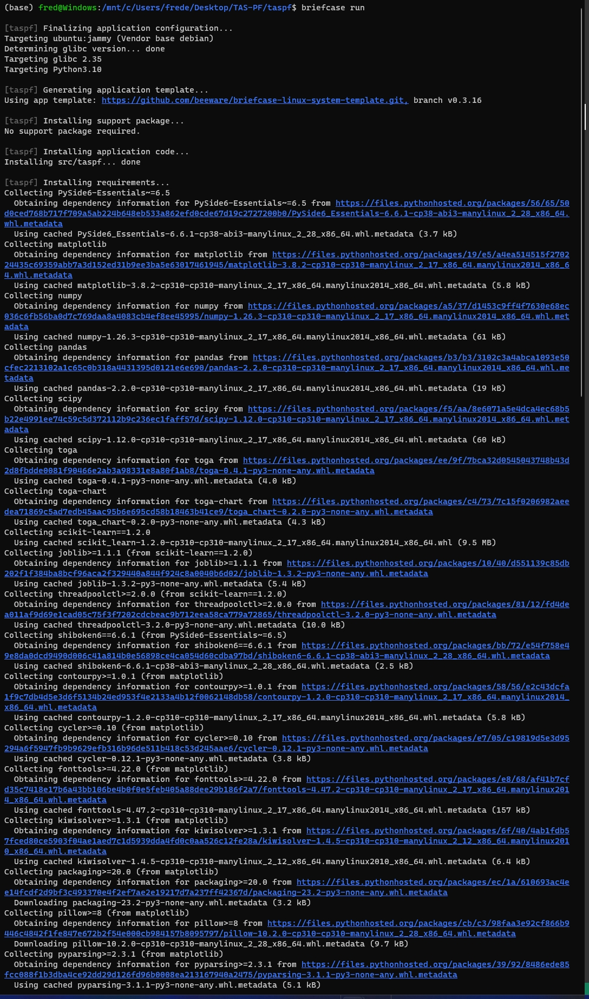 (base) fred@Windows:/mnt/c/Users/frede/Desktop/TAS-PF/taspf$ briefcase run
[taspf] Finalizing application configuration...
Targeting ubuntu:jammy (Vendor base debian)
Determining glibc version... done
Targeting glibc 2.35
Targeting Python3.10
[taspf] Generating application template...
Using app template: https://github.com/beeware/briefcase-linux-system-template.git, branch v0.3.16
[taspf] Installing support package...
No support package required.
[taspf] Installing application code...
Installing src/taspf... done
[taspf] Installing requirements...
Collecting PySide6-Essentials~=6.5
  Obtaining dependency information for PySide6-Essentials~=6.5 from https://files.pythonhosted.org/packages/56/65/50
d0ced768b717f709a5ab224b648eb533a862efd0cde67d19c2727200b0/PySide6_Essentials-6.6.1-cp38-abi3-manylinux_2_28_x86_64.
whl.metadata
  Using cached PySide6_Essentials-6.6.1-cp38-abi3-manylinux_2_28_x86_64.whl.metadata (3.7 kB)
Collecting matplotlib
  Obtaining dependency information for matplotlib from https://files.pythonhosted.org/packages/19/e5/a4ea514515f2702
24435c69359abb7a3d152ed31b9ee3ba5e63017461945/matplotlib-3.8.2-cp310-cp310-manylinux_2_17_x86_64.manylinux2014_x86_6
4.whl.metadata
  Using cached matplotlib-3.8.2-cp310-cp310-manylinux_2_17_x86_64.manylinux2014_x86_64.whl.metadata (5.8 kB)
Collecting numpy
  Obtaining dependency information for numpy from https://files.pythonhosted.org/packages/a5/37/d1453c9ff4f7630e68ec
036c6fb56ba0d7c769daa8a4083cb4ef8ee45995/numpy-1.26.3-cp310-cp310-manylinux_2_17_x86_64.manylinux2014_x86_64.whl.met
adata
  Using cached numpy-1.26.3-cp310-cp310-manylinux_2_17_x86_64.manylinux2014_x86_64.whl.metadata (61 kB)
Collecting pandas
  Obtaining dependency information for pandas from https://files.pythonhosted.org/packages/b3/b3/3102c3a4abca1093e50
cfec2213102a1c65c0b318a4431395d0121e6e690/pandas-2.2.0-cp310-cp310-manylinux_2_17_x86_64.manylinux2014_x86_64.whl.me
tadata
  Using cached pandas-2.2.0-cp310-cp310-manylinux_2_17_x86_64.manylinux2014_x86_64.whl.metadata (19 kB)
Collecting scipy
  Obtaining dependency information for scipy from https://files.pythonhosted.org/packages/f5/aa/8e6071a5e4dca4ec68b5
b22e4991ee74c59c5d372112b9c236ec1faff57d/scipy-1.12.0-cp310-cp310-manylinux_2_17_x86_64.manylinux2014_x86_64.whl.met
adata
  Using cached scipy-1.12.0-cp310-cp310-manylinux_2_17_x86_64.manylinux2014_x86_64.whl.metadata (60 kB)
Collecting toga
  Obtaining dependency information for toga from https://files.pythonhosted.org/packages/ee/9f/7bca32d0545043748b43d
2d8fbdde0081f90466e2ab3a98331e8a80f1ab8/toga-0.4.1-py3-none-any.whl.metadata
  Using cached toga-0.4.1-py3-none-any.whl.metadata (4.0 kB)
Collecting toga-chart
  Obtaining dependency information for toga-chart from https://files.pythonhosted.org/packages/c4/73/7c15f0206982aee
dea71869c5ad7edb45aac95b6e695cd58b18463b41ce9/toga_chart-0.2.0-py3-none-any.whl.metadata
  Using cached toga_chart-0.2.0-py3-none-any.whl.metadata (4.3 kB)
Collecting scikit-learn==1.2.0
  Using cached scikit_learn-1.2.0-cp310-cp310-manylinux_2_17_x86_64.manylinux2014_x86_64.whl (9.5 MB)
Collecting joblib>=1.1.1 (from scikit-learn==1.2.0)
  Obtaining dependency information for joblib>=1.1.1 from https://files.pythonhosted.org/packages/10/40/d551139c85db
202f1f384ba8bcf96aca2f329440a844f924c8a0040b6d02/joblib-1.3.2-py3-none-any.whl.metadata
  Using cached joblib-1.3.2-py3-none-any.whl.metadata (5.4 kB)
Collecting threadpoolctl>=2.0.0 (from scikit-learn==1.2.0)
  Obtaining dependency information for threadpoolctl>=2.0.0 from https://files.pythonhosted.org/packages/81/12/fd4de
a011af9d69e1cad05c75f3f7202cdcbeac9b712eea58ca779a72865/threadpoolctl-3.2.0-py3-none-any.whl.metadata
  Using cached threadpoolctl-3.2.0-py3-none-any.whl.metadata (10.0 kB)
Collecting shiboken6==6.6.1 (from PySide6-Essentials~=6.5)
  Obtaining dependency information for shiboken6==6.6.1 from https://files.pythonhosted.org/packages/bb/72/e54f758e4
9e8da0dcd9490d006c41a814b0e56898ce4ca054d60cdba97bd/shiboken6-6.6.1-cp38-abi3-manylinux_2_28_x86_64.whl.metadata
  Using cached shiboken6-6.6.1-cp38-abi3-manylinux_2_28_x86_64.whl.metadata (2.5 kB)
Collecting contourpy>=1.0.1 (from matplotlib)
  Obtaining dependency information for contourpy>=1.0.1 from https://files.pythonhosted.org/packages/58/56/e2c43dcfa
1f9c7db4d5e3d6f5134b24ed953f4e2133a4b12f0062148db58/contourpy-1.2.0-cp310-cp310-manylinux_2_17_x86_64.manylinux2014_
x86_64.whl.metadata
  Using cached contourpy-1.2.0-cp310-cp310-manylinux_2_17_x86_64.manylinux2014_x86_64.whl.metadata (5.8 kB)
Collecting cycler>=0.10 (from matplotlib)
  Obtaining dependency information for cycler>=0.10 from https://files.pythonhosted.org/packages/e7/05/c19819d5e3d95
294a6f5947fb9b9629efb316b96de511b418c53d245aae6/cycler-0.12.1-py3-none-any.whl.metadata
  Using cached cycler-0.12.1-py3-none-any.whl.metadata (3.8 kB)
Collecting fonttools>=4.22.0 (from matplotlib)
  Obtaining dependency information for fonttools>=4.22.0 from https://files.pythonhosted.org/packages/e8/68/af41b7cf
d35c7418e17b6a43bb106be4b0f0e5feb405a88dee29b186f2a7/fonttools-4.47.2-cp310-cp310-manylinux_2_17_x86_64.manylinux201
4_x86_64.whl.metadata
  Using cached fonttools-4.47.2-cp310-cp310-manylinux_2_17_x86_64.manylinux2014_x86_64.whl.metadata (157 kB)
Collecting kiwisolver>=1.3.1 (from matplotlib)
  Obtaining dependency information for kiwisolver>=1.3.1 from https://files.pythonhosted.org/packages/6f/40/4ab1fdb5
7fced80ce5903f04ae1aed7c1d5939dda4fd0c0aa526c12fe28a/kiwisolver-1.4.5-cp310-cp310-manylinux_2_12_x86_64.manylinux201
0_x86_64.whl.metadata
  Using cached kiwisolver-1.4.5-cp310-cp310-manylinux_2_12_x86_64.manylinux2010_x86_64.whl.metadata (6.4 kB)
Collecting packaging>=20.0 (from matplotlib)
  Obtaining dependency information for packaging>=20.0 from https://files.pythonhosted.org/packages/ec/1a/610693ac4e
e14fcdf2d9bf3c493370e4f2ef7ae2e19217d7a237ff42367d/packaging-23.2-py3-none-any.whl.metadata
  Downloading packaging-23.2-py3-none-any.whl.metadata (3.2 kB)
Collecting pillow>=8 (from matplotlib)
  Obtaining dependency information for pillow>=8 from https://files.pythonhosted.org/packages/cb/c3/98faa3e92cf866b9
446c4842f1fe847e672b2f54e000cb984157b8095797/pillow-10.2.0-cp310-cp310-manylinux_2_28_x86_64.whl.metadata
  Downloading pillow-10.2.0-cp310-cp310-manylinux_2_28_x86_64.whl.metadata (9.7 kB)
Collecting pyparsing>=2.3.1 (from matplotlib)
  Obtaining dependency information for pyparsing>=2.3.1 from https://files.pythonhosted.org/packages/39/92/8486ede85
fcc088f1b3dba4ce92dd29d126fd96b0008ea213167940a2475/pyparsing-3.1.1-py3-none-any.whl.metadata
  Using cached pyparsing-3.1.1-py3-none-any.whl.metadata (5.1 kB)